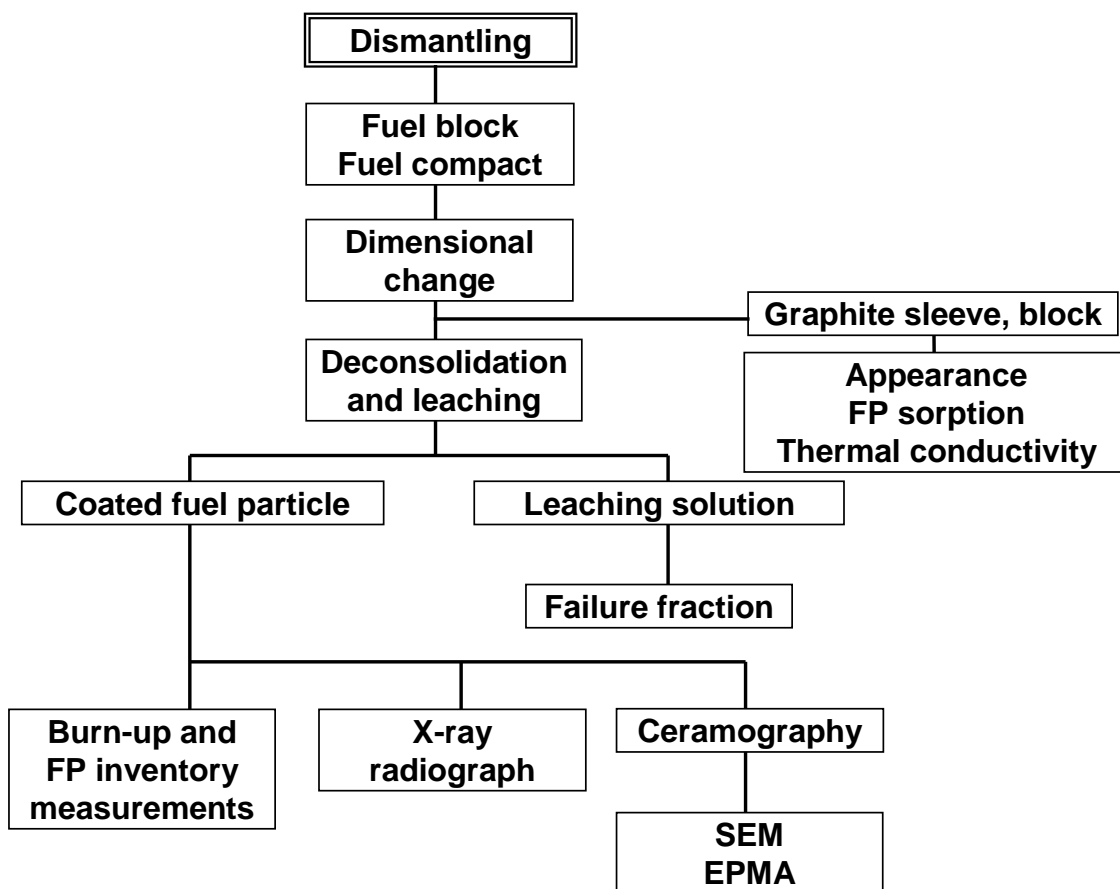 Dismantling
Fuel block
Fuel compact
Dimensional
change
Graphite sleeve, block
Deconsolidation
and leaching
Appearance
FP sorption
Thermal conductivity
Coated fuel particle
Leaching solution
Failure fraction
Burn-up and
FP inventory
measurements
X-ray
radiograph
Ceramography
SEM
EPMA